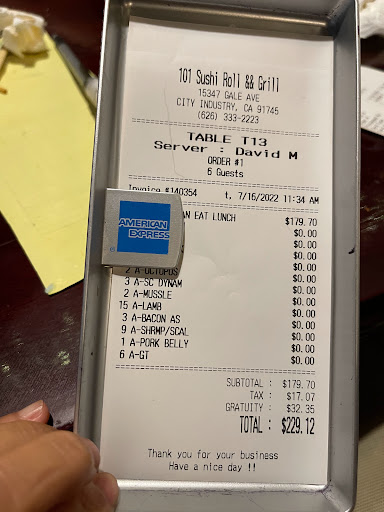 101 Sushi Roll && Grill
15347 GALE AVE
CITY INDUSTRY, CA 91745
(626) 333-2223
TABLE T13
Server : David M
ORDER #1
6 Guests
Invoice #140354 t, 7/16/2022 11:34 AM
AN EAT LUNCH $179.70
$0.00
$0.00
$0.00
2 A-OCTOPUS $0.00
3 A-SC DYNAM $0.00
2 A-MUSSLE $0.00
15 A-LAMB $0.00
3 A-BACON AS $0.00
9 A-SHRMP/SCAL $0.00
1 A-PORK BELLY $0.00
6 A-GT $0.00
SUBTOTAL : $179.70
TAX : $17.07
GRATUITY : $32.35
TOTAL : $229.12
Thank you for your business
Have a nice day !!
AMERICAN
EXPRESS